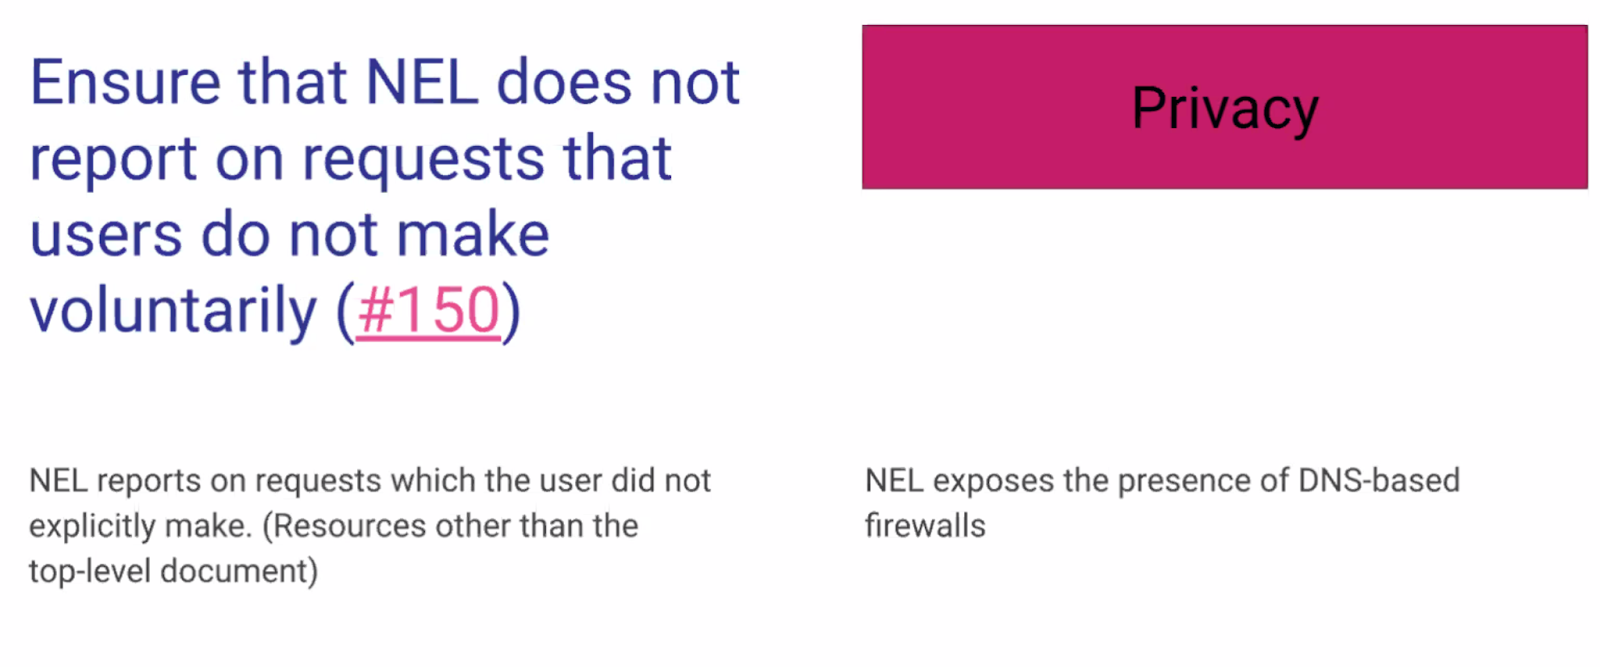 Ensure that NEL does not
report on requests that
users do not make
voluntarily (#150)
Privacy
NEL reports on requests which the user did not
explicitly make. (Resources other than the
top-level document)
NEL exposes the presence of DNS-based
firewalls